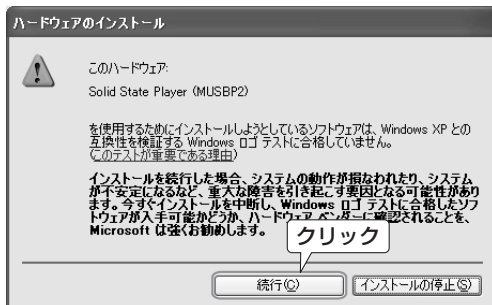 ハードウェアのインストール
このハードウェア:
Solid State Player (MUSBP2)
を使用するためにインストールしようとしているソフトウェアは、Windows XP との
互換性を検証する Windows ロゴ テストに合格していません。
(このテストが重要である理由)
インストールを続行した場合、システムの動作が損なわれたり、システム
が不安定になるなど、重大な障害を引き起こす要因となる可能性があり
ます。今すぐインストールを中断し、Windows ロゴ テストに合格したソフ
トウェアが入手可能かどうか、ハードウェア ベンダーに確認されることを、
Microsoft は強くお勧めします。
クリック
続行(C)
インストールの停止(S)